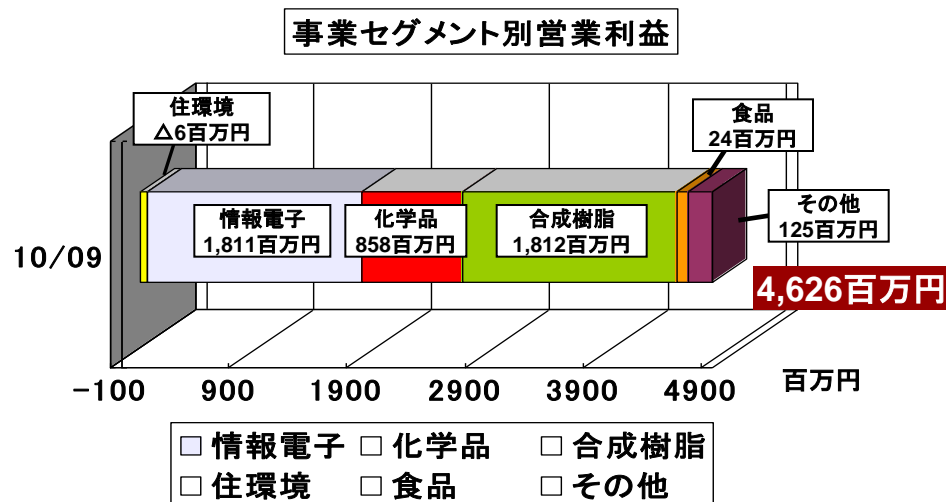 事業セグメント別営業利益
住環境
△6百万円
食品
24百万円
情報電子
1,811百万円
化学品
858百万円
合成樹脂
1,812百万円
その他
125百万円
10/09
4,626百万円
-100 900 1900 2900 3900 4900 百万円
情報電子 化学品 合成樹脂
住環境 食品 その他